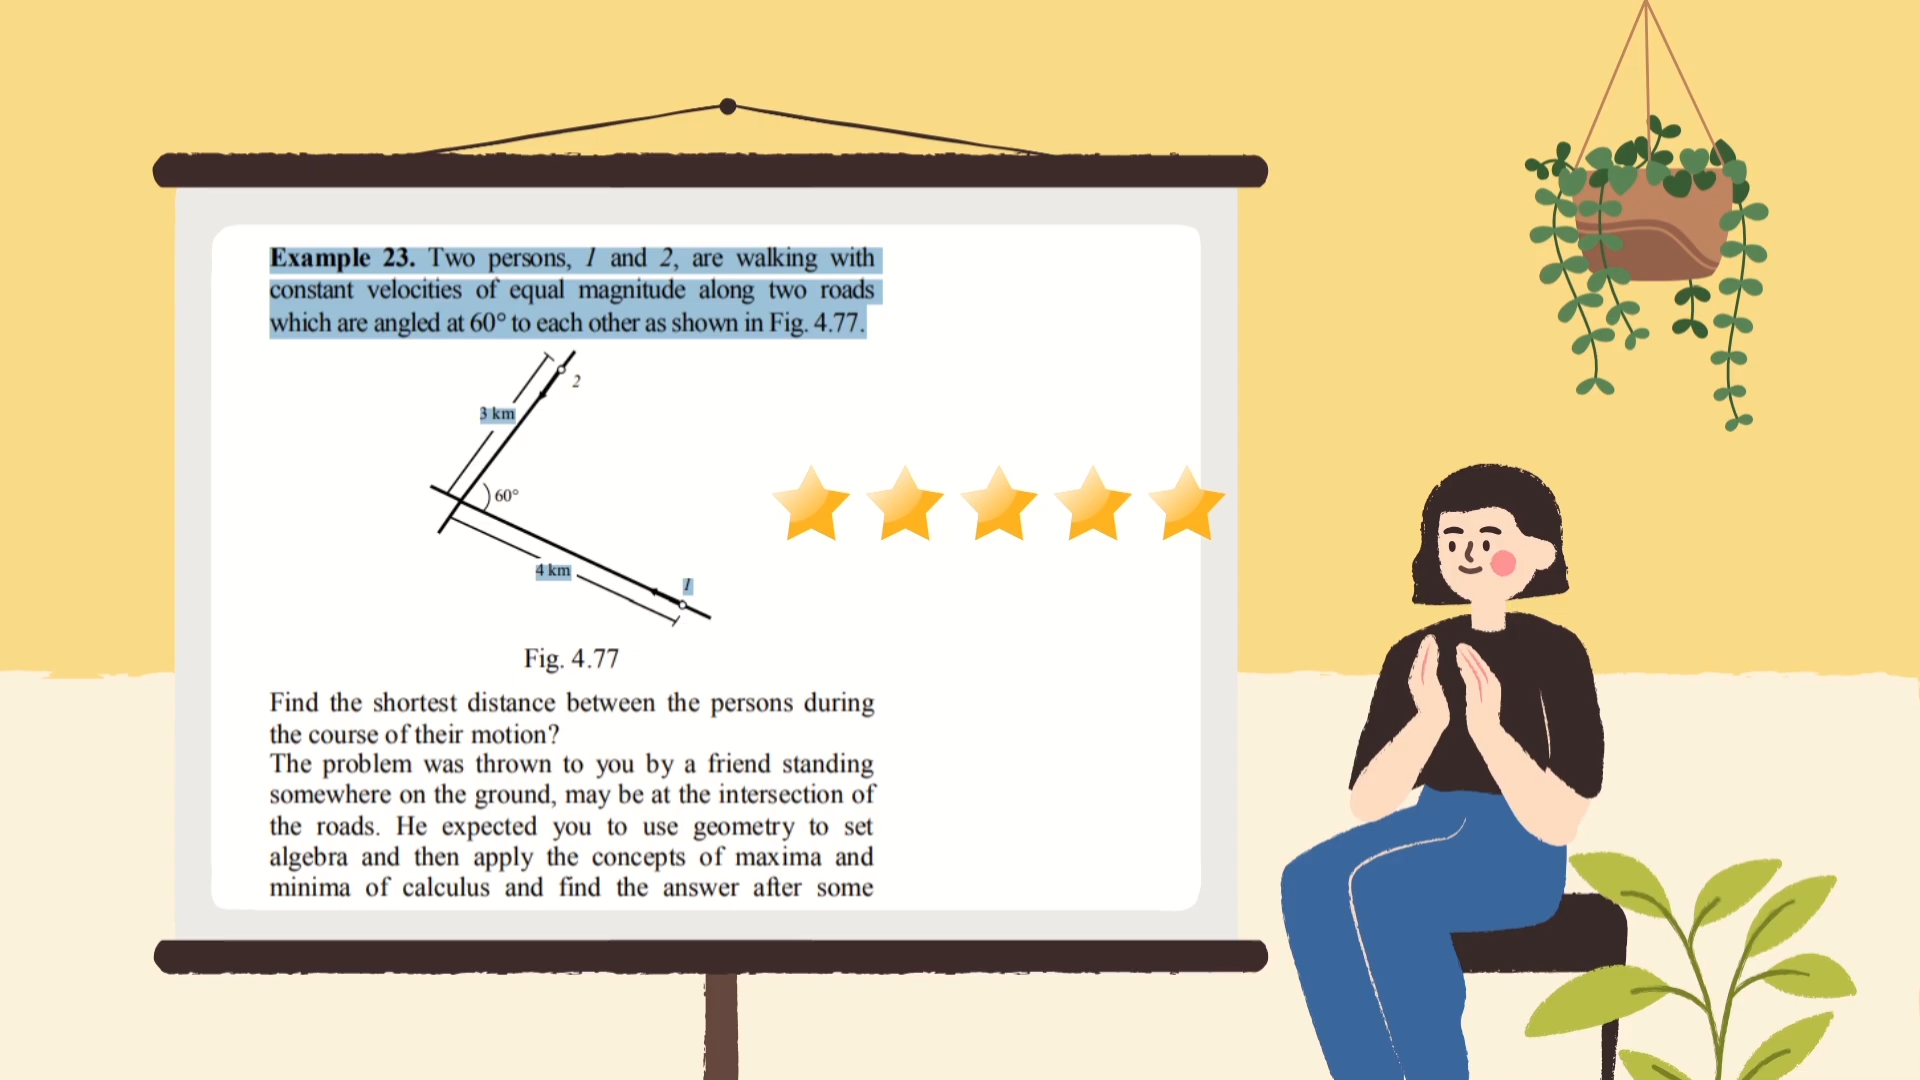 Example 23. Two persons, 1 and 2, are walking with
constant velocities of equal magnitude along two roads
which are angled at 60° to each other as shown in Fig. 4.77.
2
3 km
60°
4 km
1
Fig. 4.77
Find the shortest distance between the persons during
the course of their motion?
The problem was thrown to you by a friend standing
somewhere on the ground, may be at the intersection of
the roads. He expected you to use geometry to set
algebra and then apply the concepts of maxima and
minima of calculus and find the answer after some